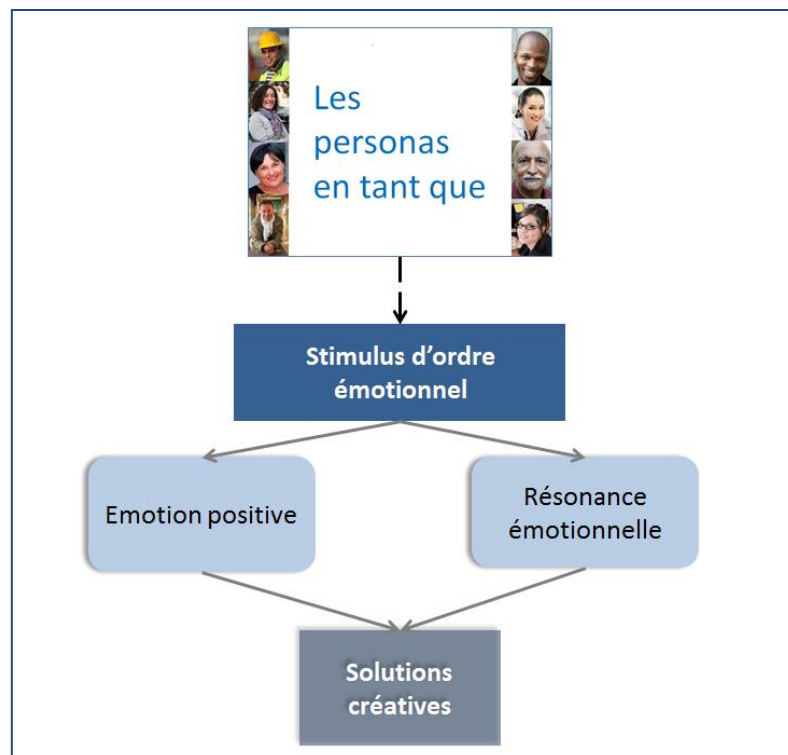 Les
personas
en tant que
Stimulus d’ordre
émotionnel
Emotion positive
Résonance
émotionnelle
Solutions
créatives